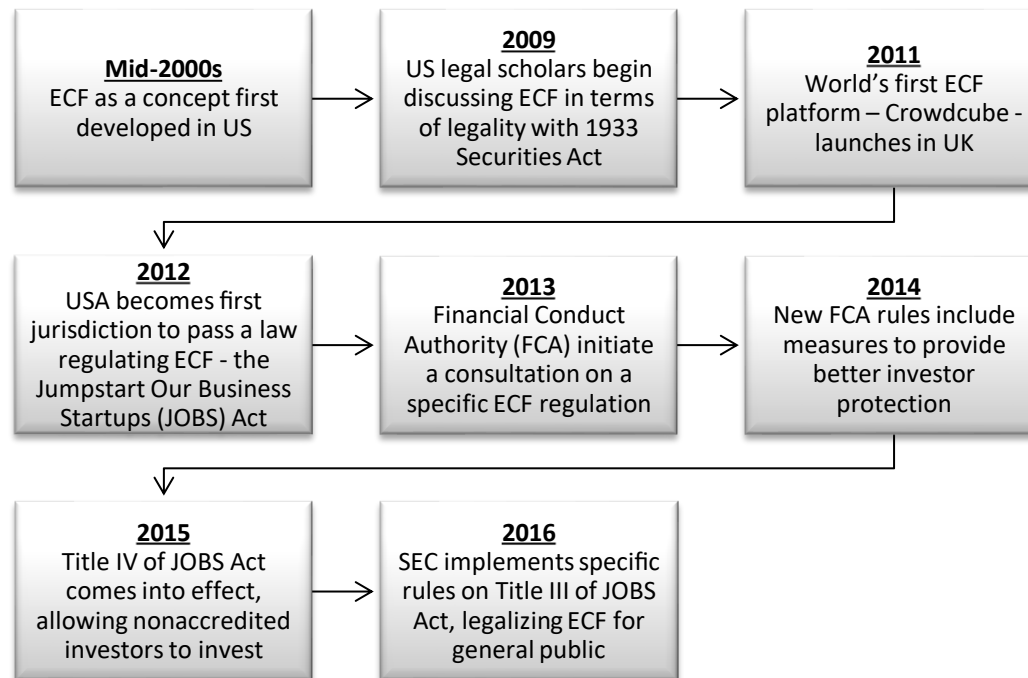 Mid-2000s
ECF as a concept first
developed in US
2009
US legal scholars begin
discussing ECF in terms
of legality with 1933
Securities Act
2011
World’s first ECF
platform – Crowdcube -
launches in UK
2012
USA becomes first
jurisdiction to pass a law
regulating ECF - the
Jumpstart Our Business
Startups (JOBS) Act
2013
Financial Conduct
Authority (FCA) initiate
a consultation on a
specific ECF regulation
2014
New FCA rules include
measures to provide
better investor
protection
2015
Title IV of JOBS Act
comes into effect,
allowing nonaccredited
investors to invest
2016
SEC implements specific
rules on Title III of JOBS
Act, legalizing ECF for
general public